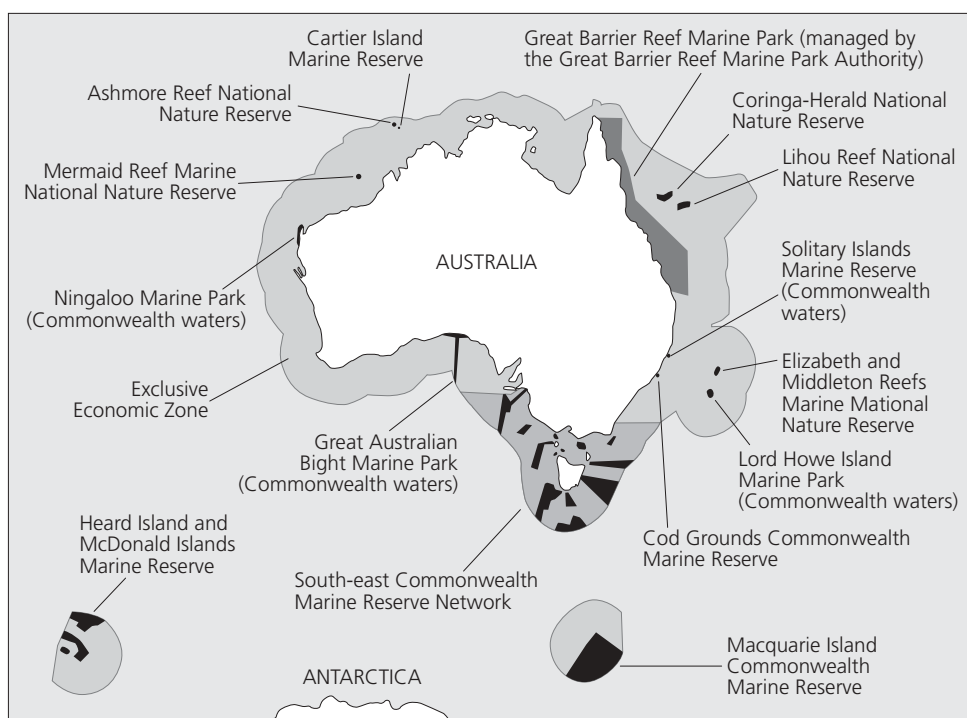 Cartier Island
Marine Reserve
Great Barrier Reef Marine Park (managed by
the Great Barrier Reef Marine Park Authority)
Ashmore Reef National
Nature Reserve
Coringa-Herald National
Nature Reserve
Mermaid Reef Marine
National Nature Reserve
Lihou Reef National
Nature Reserve
AUSTRALIA
Solitary Islands
Marine Reserve
(Commonwealth
waters)
Ningaloo Marine Park
(Commonwealth waters)
Elizabeth and
Middleton Reefs
Marine Mational
Nature Reserve
Exclusive
Economic Zone
Great Australian
Bight Marine Park
(Commonwealth waters)
Lord Howe Island
Marine Park
(Commonwealth waters)
Heard Island and
McDonald Islands
Marine Reserve
Cod Grounds Commonwealth
Marine Reserve
South-east Commonwealth
Marine Reserve Network
Macquarie Island
Commonwealth
Marine Reserve
ANTARCTICA